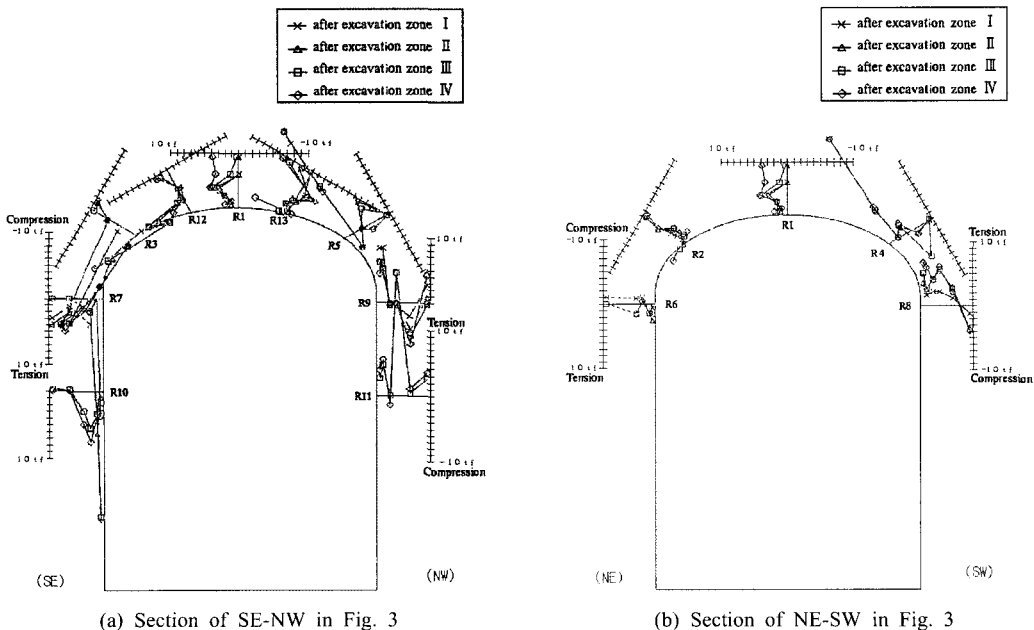 after excavation zone I
after excavation zone II
after excavation zone III
after excavation zone IV
10tf
-10tf
Compression
-10tf
R12
R1
R13
R3
R5
10tf
R7
R9
Tension
10tf
10tf
Tension
R10
R11
10tf
-10tf
Compression
(SE)
(NW)
(a) Section of SE-NW in Fig. 3
after excavation zone I
after excavation zone II
after excavation zone III
after excavation zone IV
10tf
-10tf
R1
Compression
-10tf
R2
R4
Tension
10tf
R6
R8
10tf
Tension
-10tf
Compression
(NE)
(SW)
(b) Section of NE-SW in Fig. 3